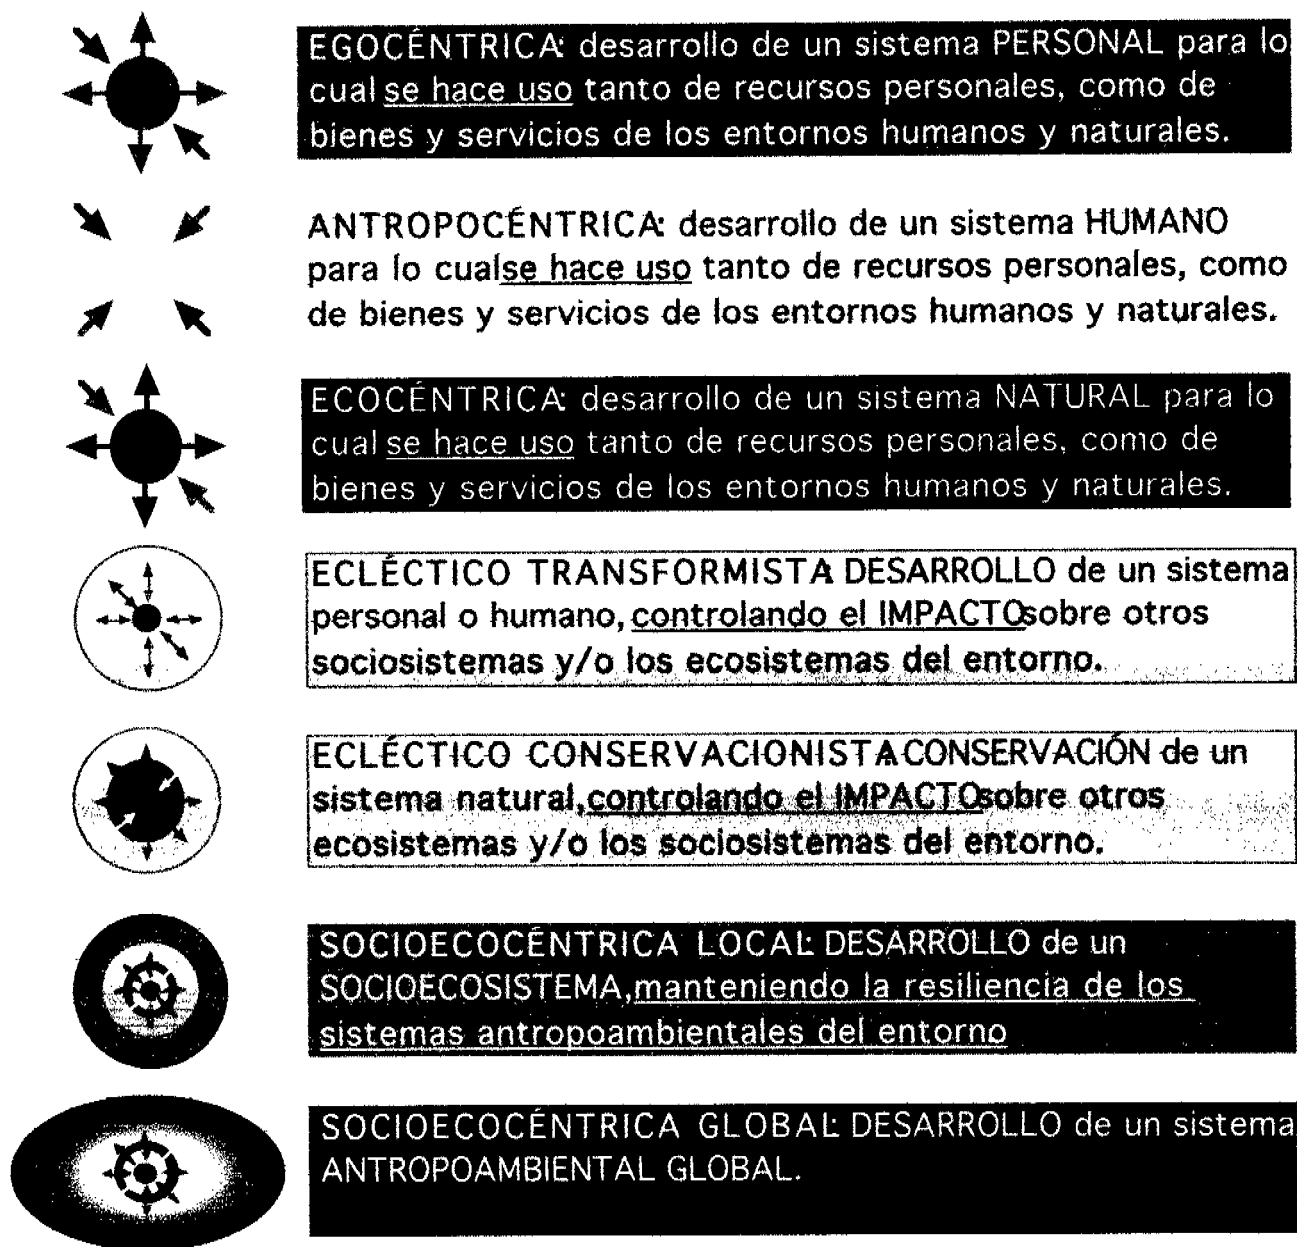 EGOCÉNTRICA: desarrollo de un sistema PERSONAL para lo
cual se hace uso tanto de recursos personales, como de
bienes y servicios de los entornos humanos y naturales.
ANTROPOCÉNTRICA: desarrollo de un sistema HUMANO
para lo cualse hace uso tanto de recursos personales, como
de bienes y servicios de los entornos humanos y naturales.
ECOCÉNTRICA: desarrollo de un sistema NATURAL para lo
cual se hace uso tanto de recursos personales, como de
bienes y servicios de los entornos humanos y naturales.
ECLÉCTICO TRANSFORMISTA: DESARROLLO de un sistema
personal o humano, controlando el IMPACTO sobre otros
sociosistemas y/o los ecosistemas del entorno.
ECLÉCTICO CONSERVACIONISTA: CONSERVACIÓN de un
sistema natural, controlando el IMPACTO sobre otros
ecosistemas y/o los sociosistemas del entorno.
SOCIOECOCÉNTRICA LOCAL: DESARROLLO de un
SOCIOECOSISTEMA, manteniendo la resiliencia de los
sistemas antropoambientales del entorno
SOCIOECOCÉNTRICA GLOBAL: DESARROLLO de un sistema
ANTROPOAMBIENTAL GLOBAL.